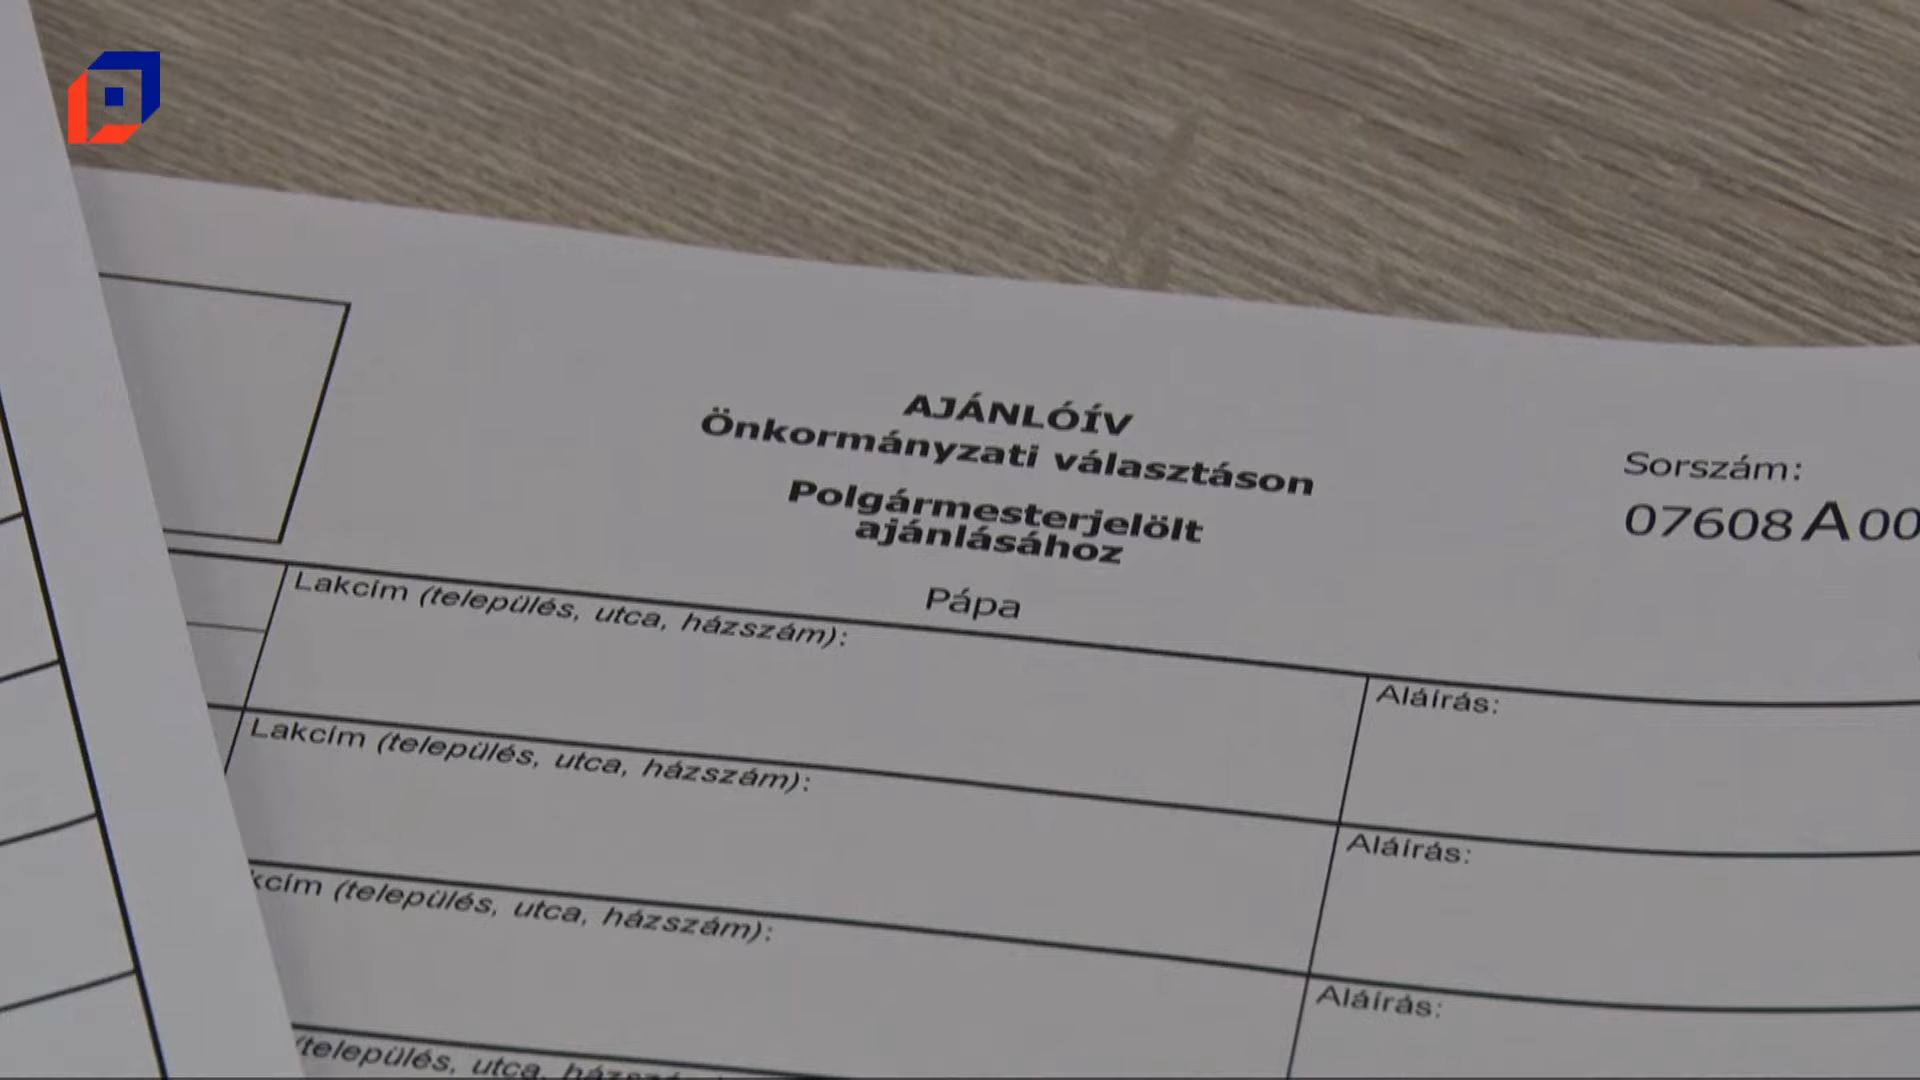 AJÁNLÓÍV
Önkormányzati választáson
Polgármesterjelölt
ajánlásához
Pápa
Sorszám:
07608 A 00
Lakcím (település, utca, házszám):
Aláírás:
Lakcím (település, utca, házszám):
Aláírás:
kcím (település, utca, házszám):
Aláírás:
(település, utca,